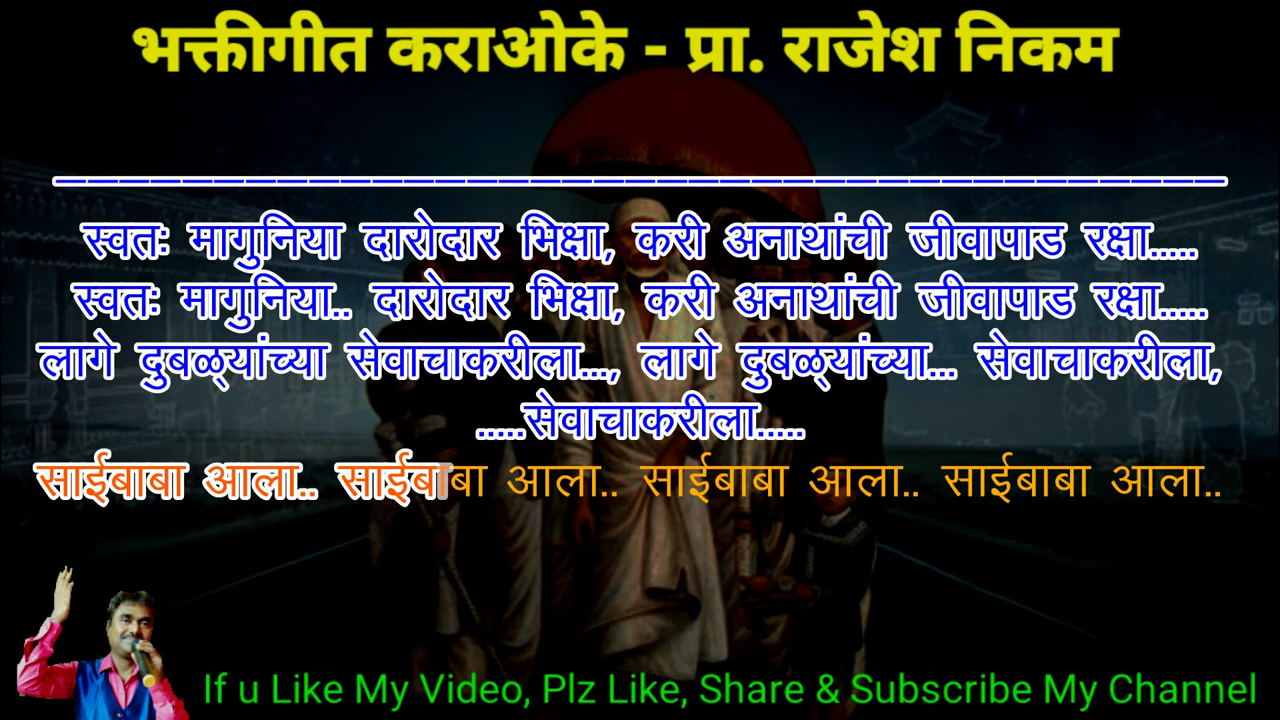 भक्तीगीत कराओके - प्रा. राजेश निकम
स्वतः मागुनिया दारोदार भिक्षा, करी अनाथांची जीवापाड रक्षा.....
स्वतः मागुनिया.. दारोदार भिक्षा, करी अनाथांची जीवापाड रक्षा.....
लागे दुबळ्यांच्या सेवाचाकरीला..., लागे दुबळ्यांच्या... सेवाचाकरीला,
.....सेवाचाकरीला.....
साईबाबा आला.. साईबाबा आला.. साईबाबा आला.. साईबाबा आला..
If u Like My Video, Plz Like, Share & Subscribe My Channel